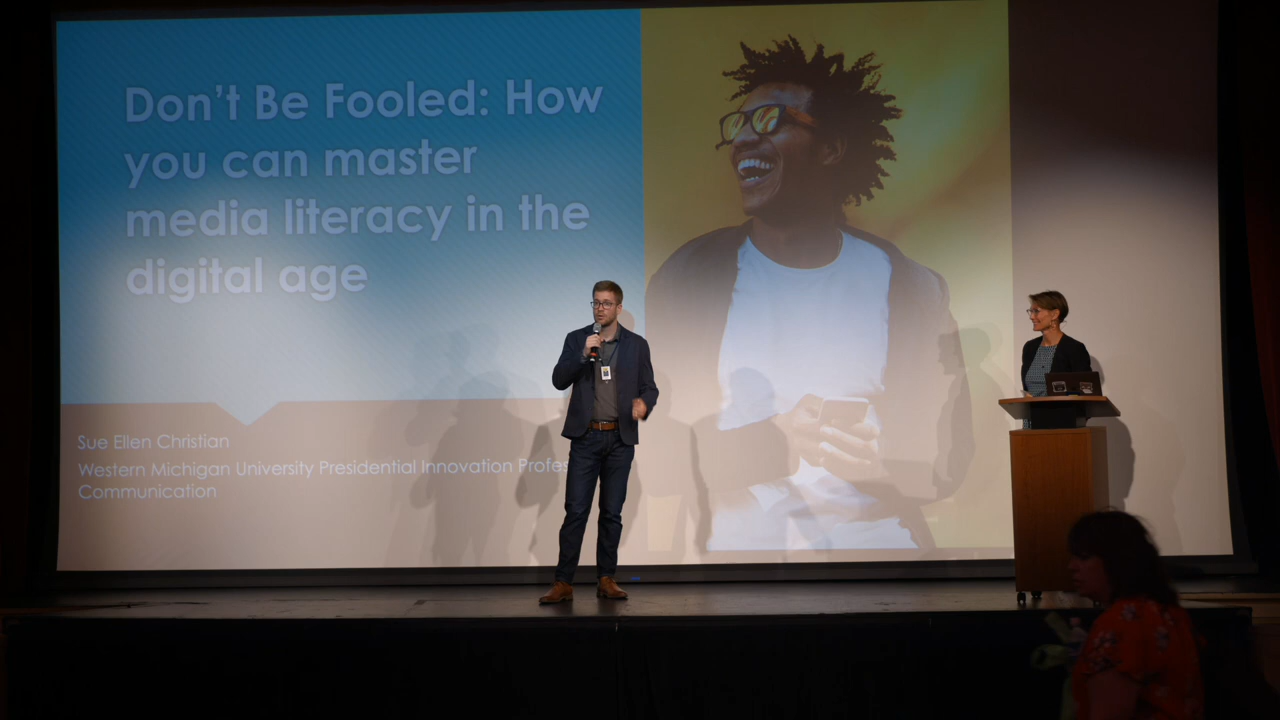 Don't Be Fooled: How
you can master
media literacy in the
digital age
Sue Ellen Christian
Western Michigan University Presidential Innovation
Communication